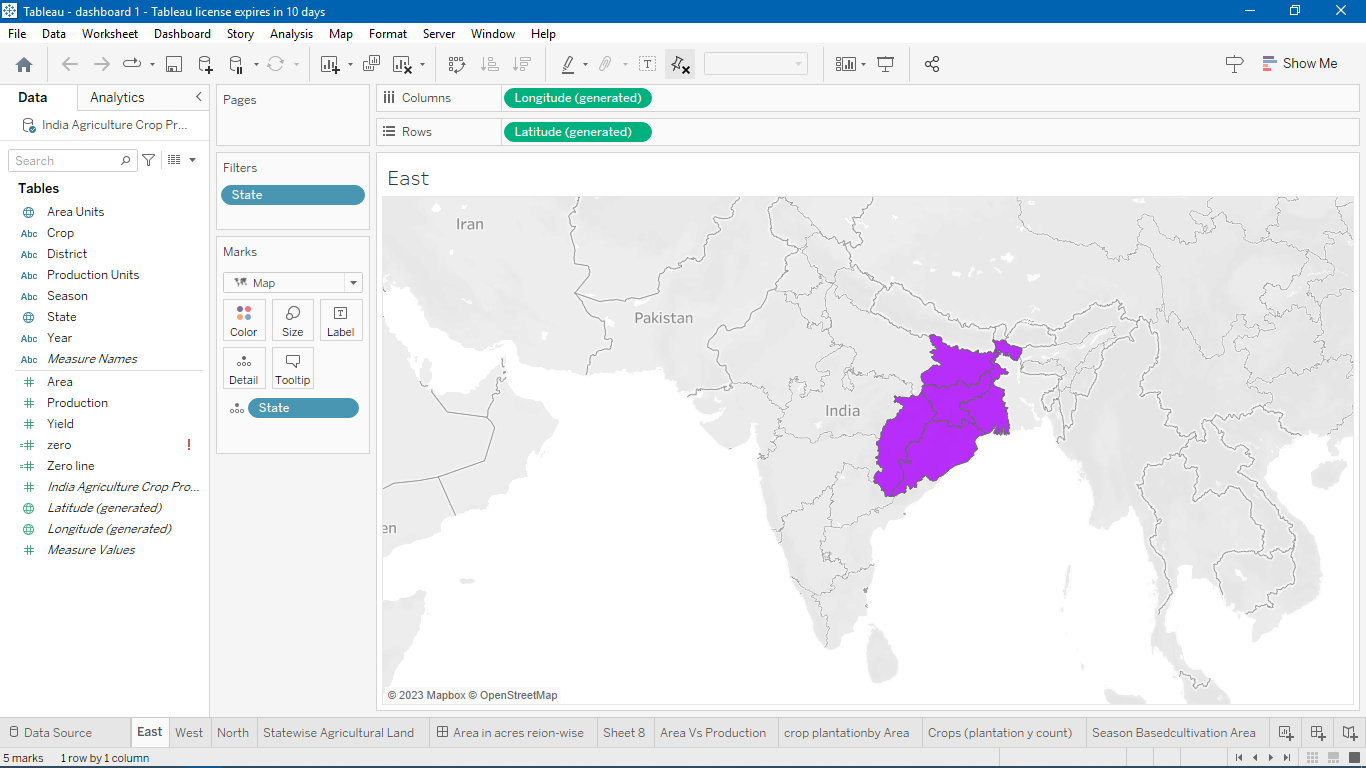 Tableau - dashboard 1 - Tableau license expires in 10 days
File Data Worksheet Dashboard Story Analysis Map Format Server Window Help
Show Me
Data Analytics
India Agriculture Crop Pr...
Search
Tables
Area Units
Abc Crop
Abc District
Abc Production Units
Abc Season
State
Abc Year
Abc Measure Names
# Area
# Production
# Yield
=# zero !
=# Zero line
# India Agriculture Crop Pro...
Latitude (generated)
Longitude (generated)
# Measure Values
Pages
Filters
State
Marks
Map
Color Size Label
Detail Tooltip
State
Columns Longitude (generated)
Rows Latitude (generated)
East
Iran
Pakistan
India
en
© 2023 Mapbox © OpenStreetMap
Data Source East West North Statewise Agricultural Land Area in acres reion-wise Sheet 8 Area Vs Production crop plantationby Area Crops (plantation y count) Season Basedcultivation Area
5 marks 1 row by 1 column